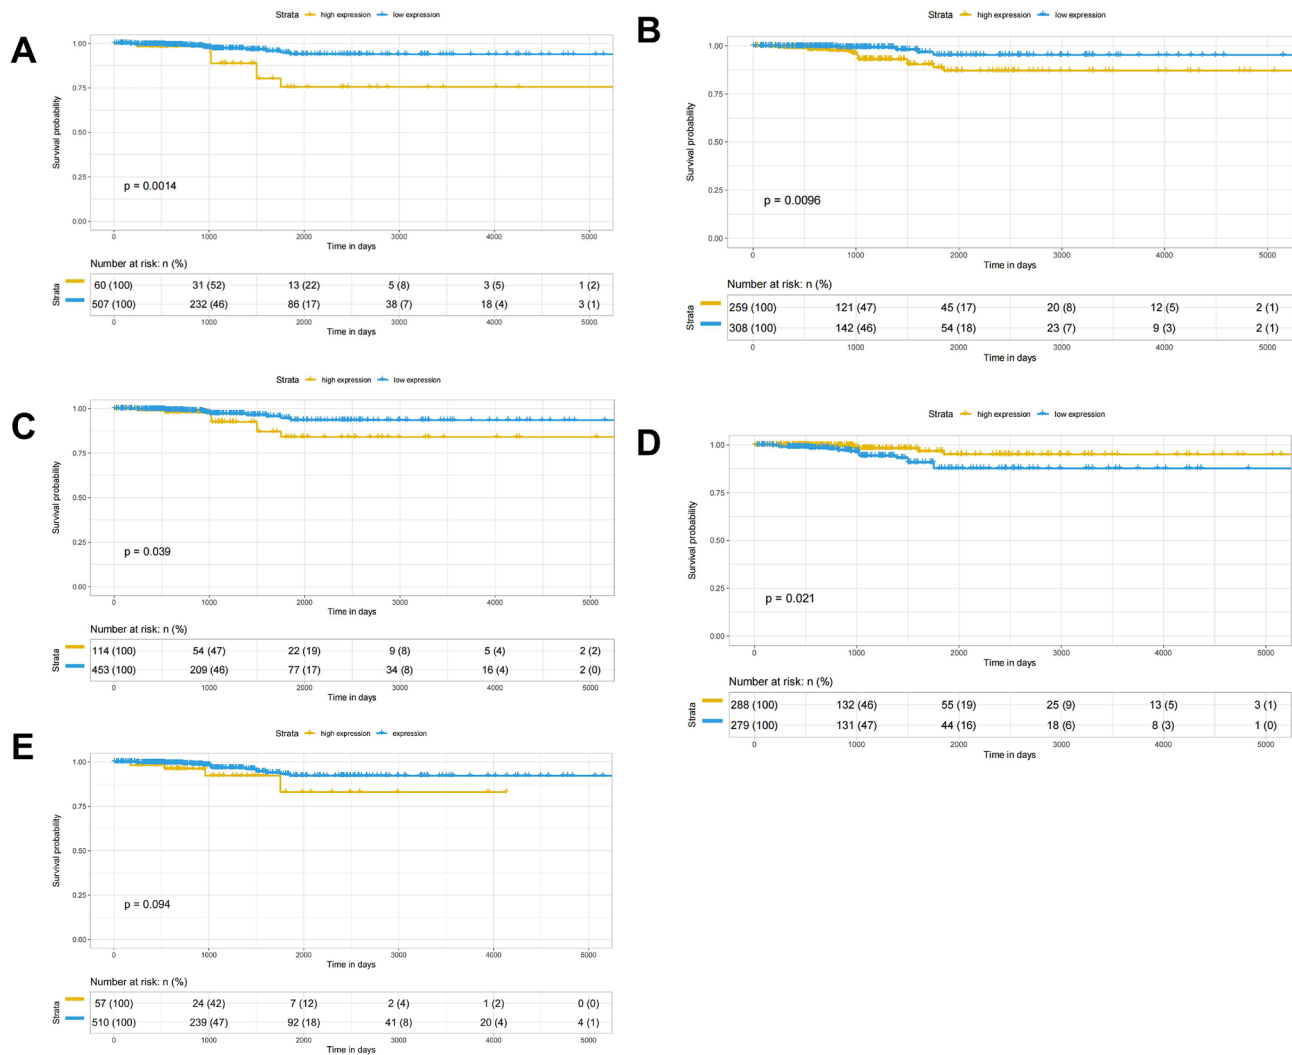 A
Strata high expression low expression
Survival probability
1.00
0.75
0.50
0.25
0.00
p = 0.0014
0 1000 2000 3000 4000 5000
Time in days
Number at risk: n (%)
Strata
60 (100) 31 (52) 13 (22) 5 (8) 3 (5) 1 (2)
507 (100) 232 (46) 86 (17) 38 (7) 18 (4) 3 (1)
0 1000 2000 3000 4000 5000
Time in days
B
Strata high expression low expression
Survival probability
1.00
0.75
0.50
0.25
0.00
p = 0.0096
0 1000 2000 3000 4000 5000
Time in days
Number at risk: n (%)
Strata
259 (100) 121 (47) 45 (17) 20 (8) 12 (5) 2 (1)
308 (100) 142 (46) 54 (18) 23 (7) 9 (3) 2 (1)
0 1000 2000 3000 4000 5000
Time in days
C
Strata high expression low expression
Survival probability
1.00
0.75
0.50
0.25
0.00
p = 0.039
0 1000 2000 3000 4000 5000
Time in days
Number at risk: n (%)
Strata
114 (100) 54 (47) 22 (19) 9 (8) 5 (4) 2 (2)
453 (100) 209 (46) 77 (17) 34 (8) 16 (4) 2 (0)
0 1000 2000 3000 4000 5000
Time in days
D
Strata high expression low expression
Survival probability
1.00
0.75
0.50
0.25
0.00
p = 0.021
0 1000 2000 3000 4000 5000
Time in days
Number at risk: n (%)
Strata
288 (100) 132 (46) 55 (19) 25 (9) 13 (5) 3 (1)
279 (100) 131 (47) 44 (16) 18 (6) 8 (3) 1 (0)
0 1000 2000 3000 4000 5000
Time in days
E
Strata high expression expression
Survival probability
1.00
0.75
0.50
0.25
0.00
p = 0.094
0 1000 2000 3000 4000 5000
Time in days
Number at risk: n (%)
Strata
57 (100) 24 (42) 7 (12) 2 (4) 1 (2) 0 (0)
510 (100) 239 (47) 92 (18) 41 (8) 20 (4) 4 (1)
0 1000 2000 3000 4000 5000
Time in days